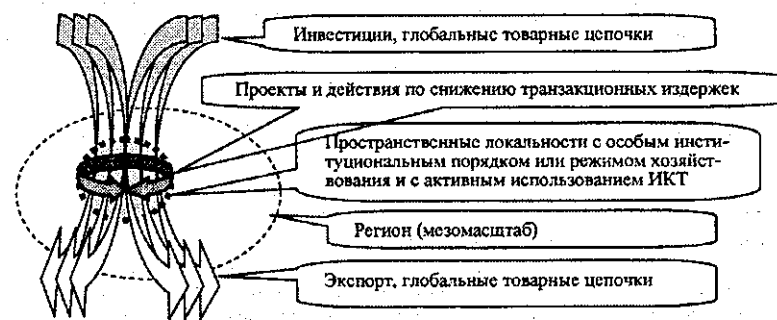 Инвестиции, глобальные товарные цепочки
Проекты и действия по снижению транзакционных издержек
Пространственные локальности с особым инсти-
туциональным порядком или режимом хозяйст-
вования и с активным использованием ИКТ
Регион (мезомасштаб)
Экспорт, глобальные товарные цепочки